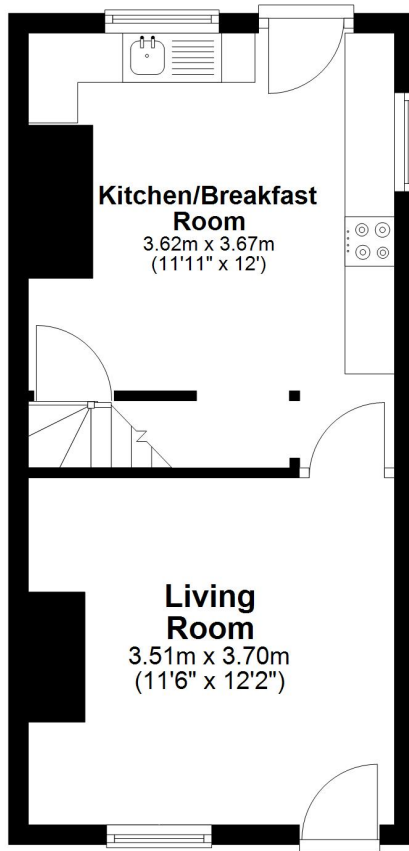 Kitchen/Breakfast
Room
3.62m x 3.67m
(11'11" x 12')
Living
Room
3.51m x 3.70m
(11'6" x 12'2")